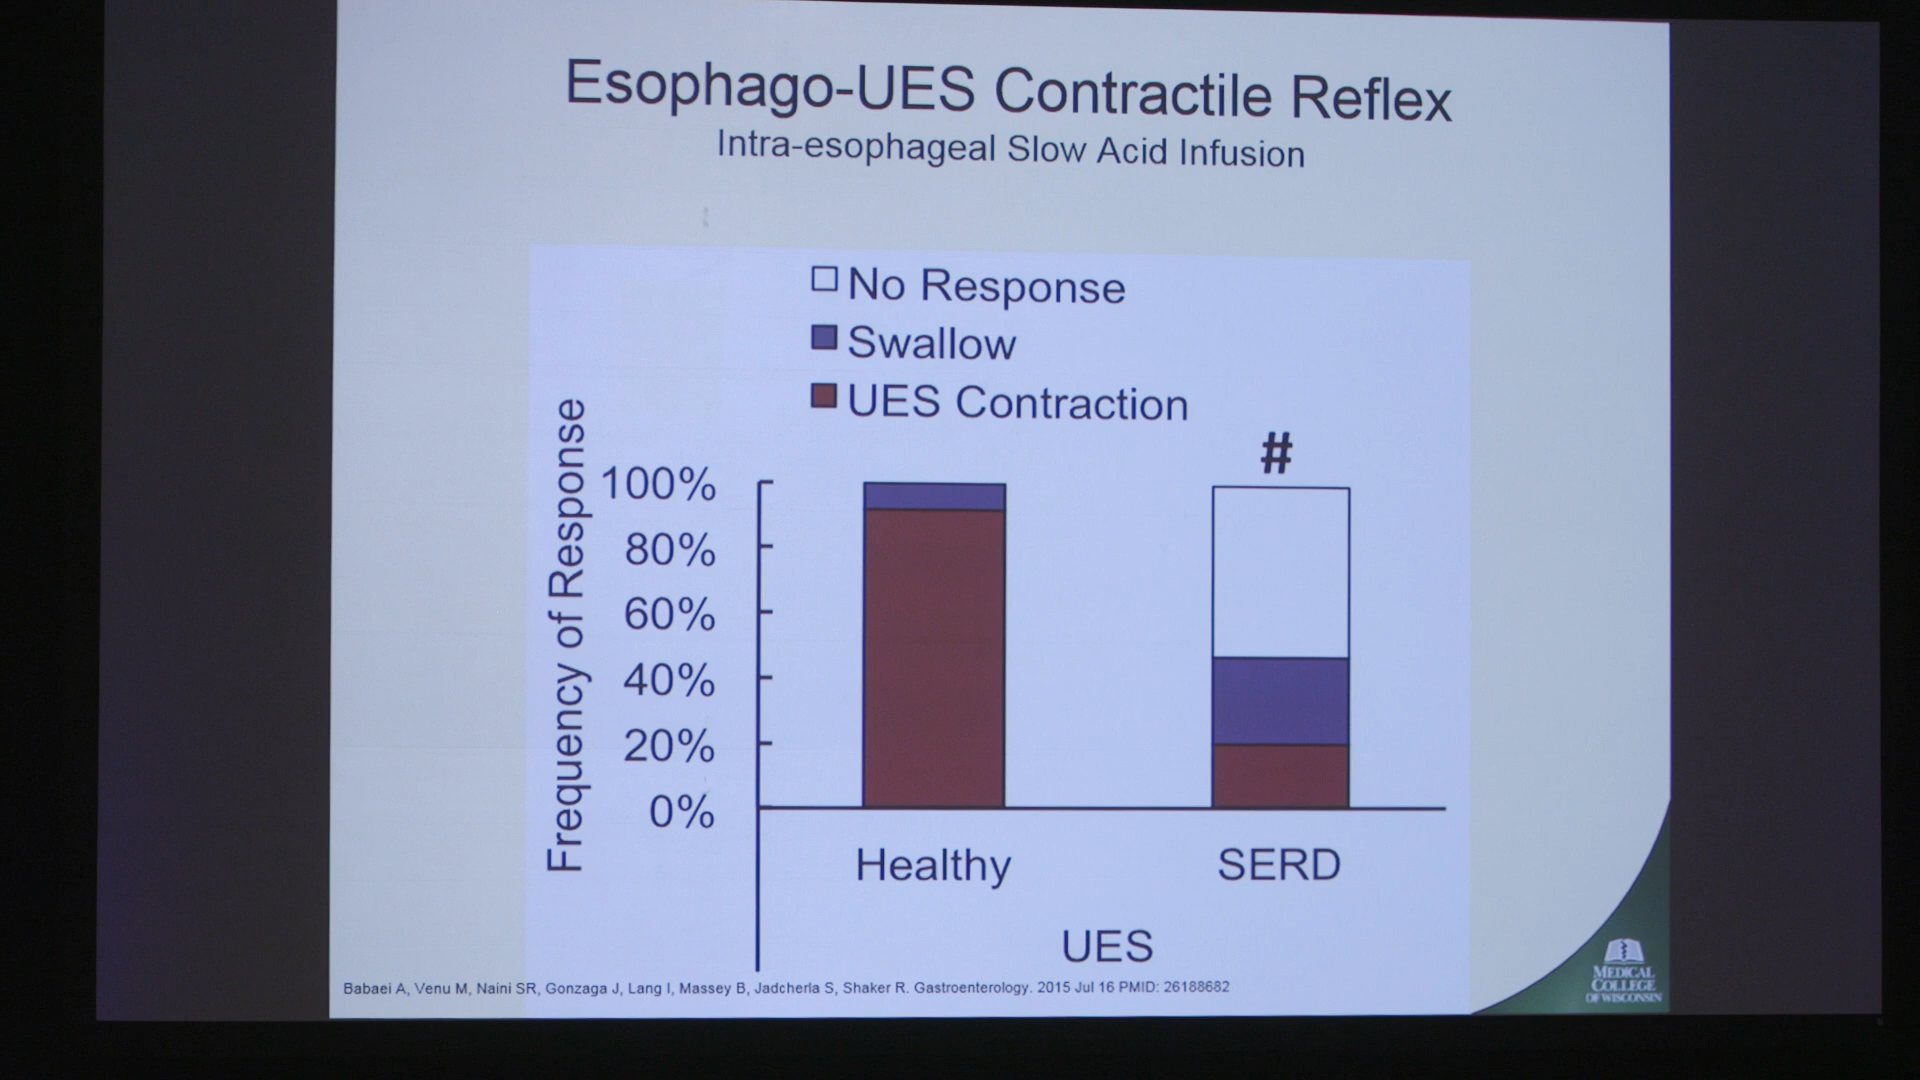 Esophago-UES Contractile Reflex
Intra-esophageal Slow Acid Infusion
No Response
Swallow
UES Contraction
#
Frequency of Response
100%
80%
60%
40%
20%
0%
Healthy
SERD
UES
Babaei A, Venu M, Naini SR, Gonzaga J, Lang I, Massey B, Jadcherla S, Shaker R. Gastroenterology. 2015 Jul 16 PMID: 26188682
MEDICAL
COLLEGE
OF WISCONSIN